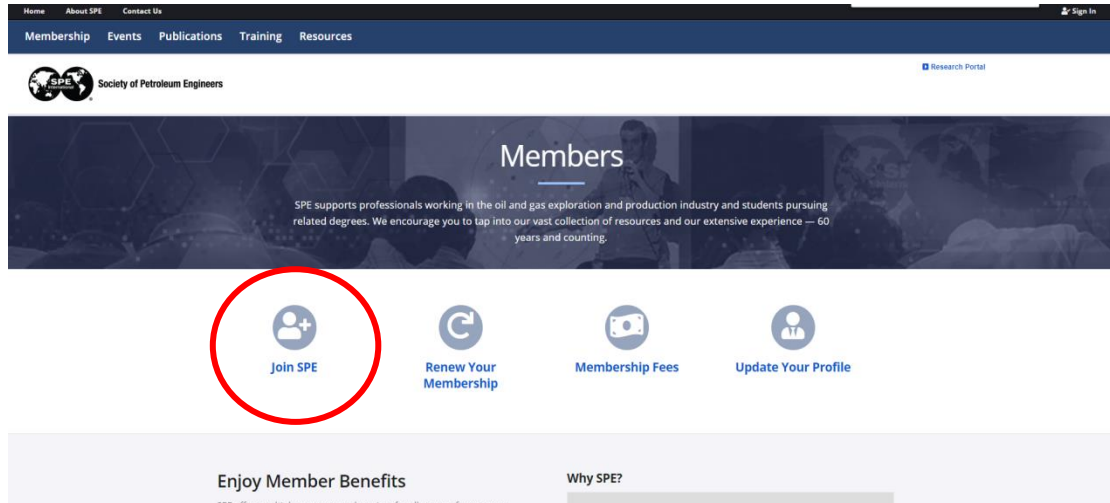 Home About SPE Contact Us
Sign In
Membership Events Publications Training Resources
SPE
International
Society of Petroleum Engineers
Research Portal
Members
SPE supports professionals working in the oil and gas exploration and production industry and students pursuing
related degrees. We encourage you to tap into our vast collection of resources and our extensive experience — 60
years and counting.
Join SPE
Renew Your
Membership
Membership Fees
Update Your Profile
Enjoy Member Benefits
Why SPE?